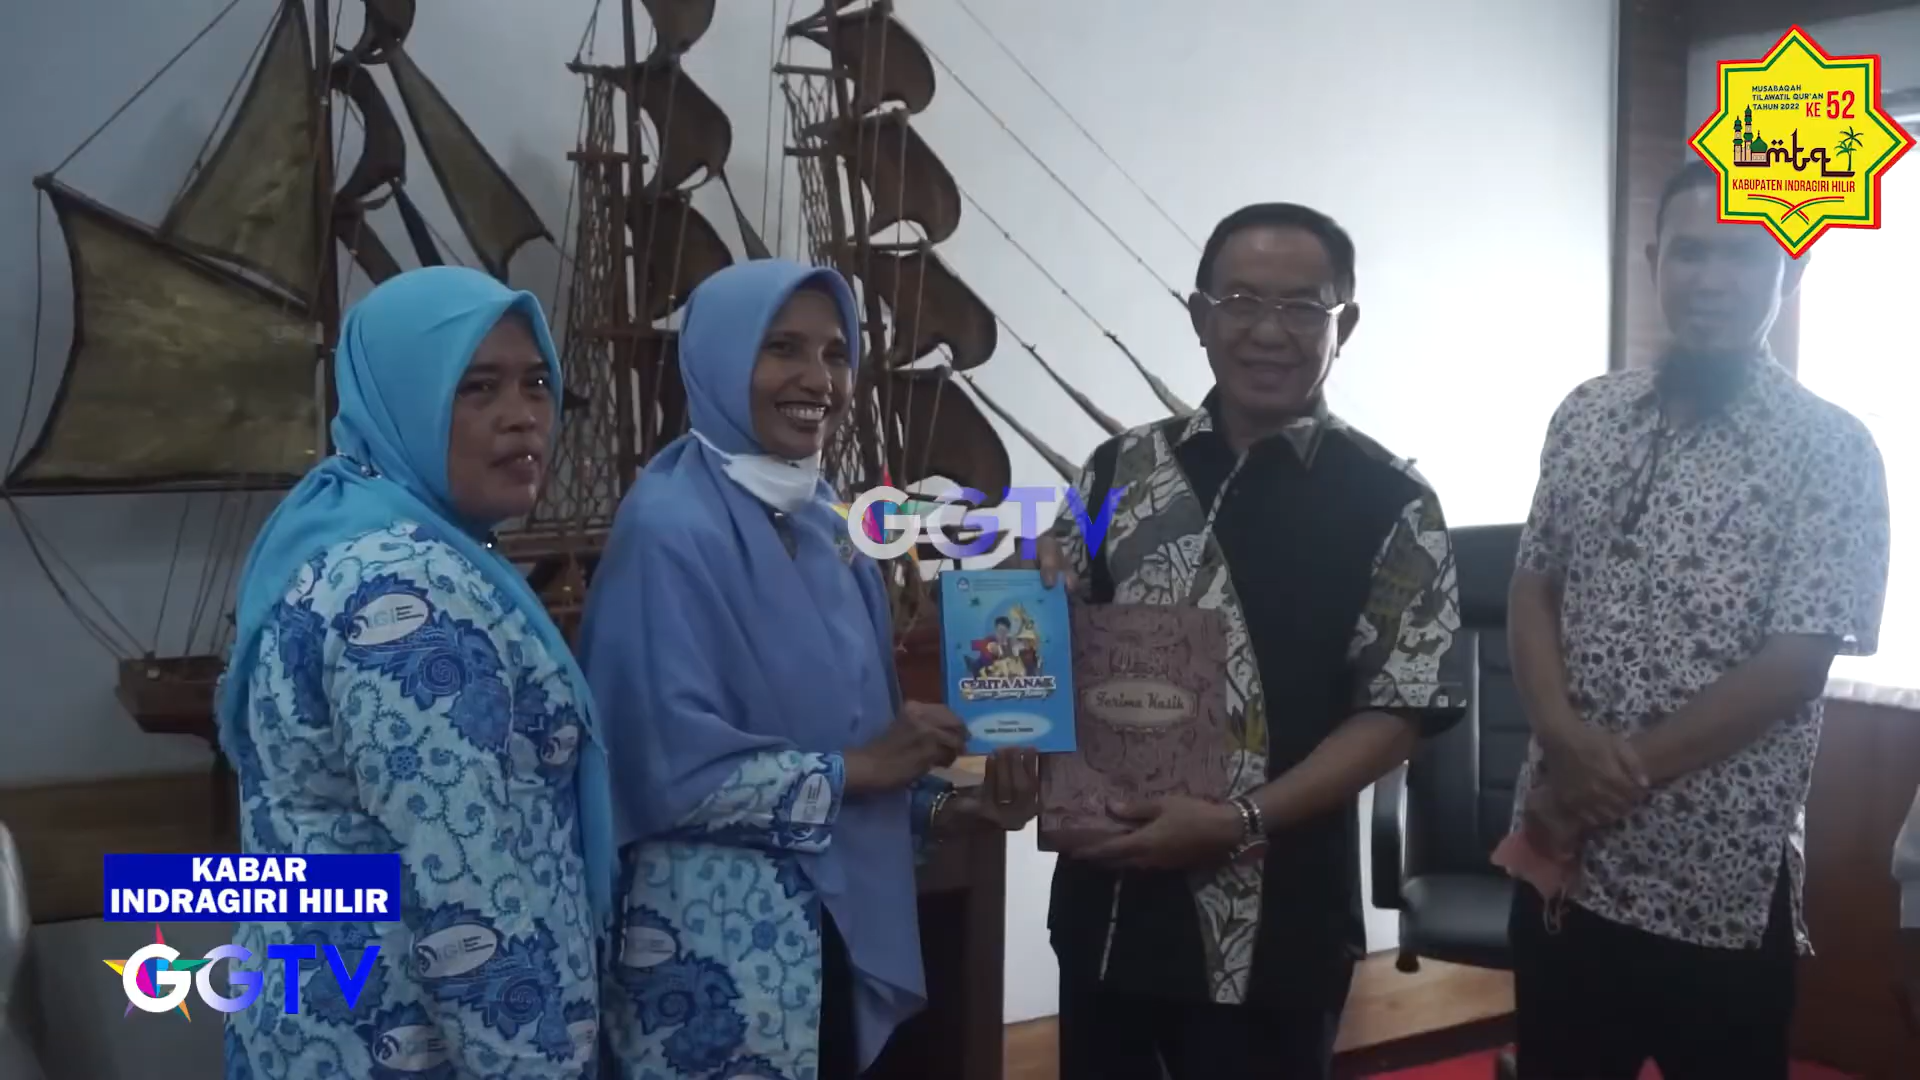 MUSABAQAH
TILAWATIL QUR'AN
TAHUN 2022
KE 52
mtq
KABUPATEN INDRAGIRI HILIR
GGTV
CERITA ANAK
Terima Kasih
KABAR
INDRAGIRI HILIR
GGTV